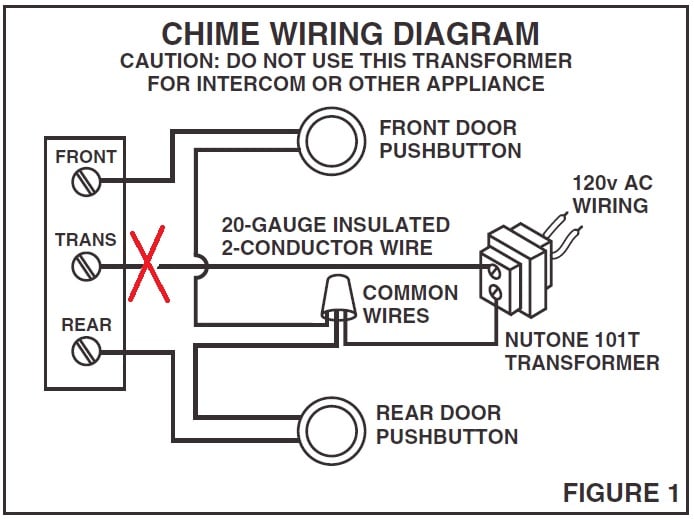 CHIME WIRING DIAGRAM
CAUTION: DO NOT USE THIS TRANSFORMER
FOR INTERCOM OR OTHER APPLIANCE
FRONT
FRONT DOOR
PUSHBUTTON
120v AC
WIRING
TRANS
20-GAUGE INSULATED
2-CONDUCTOR WIRE
COMMON
WIRES
REAR
NUTONE 101T
TRANSFORMER
REAR DOOR
PUSHBUTTON
FIGURE 1